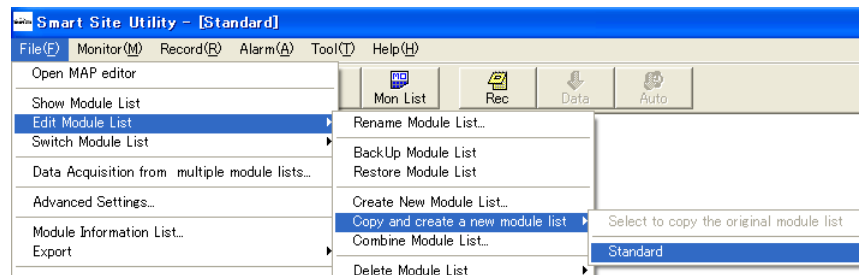 Smart Site Utility - [Standard]
File(F) Monitor(M) Record(R) Alarm(A) Tool(T) Help(H)
Open MAP editor
Mon List Rec Data Auto
Show Module List
Edit Module List
Switch Module List
Data Acquisition from multiple module lists...
Advanced Settings...
Module Information List...
Export
Rename Module List...
BackUp Module List
Restore Module List
Create New Module List...
Copy and create a new module list
Combine Module List...
Delete Module List
Select to copy the original module list
Standard